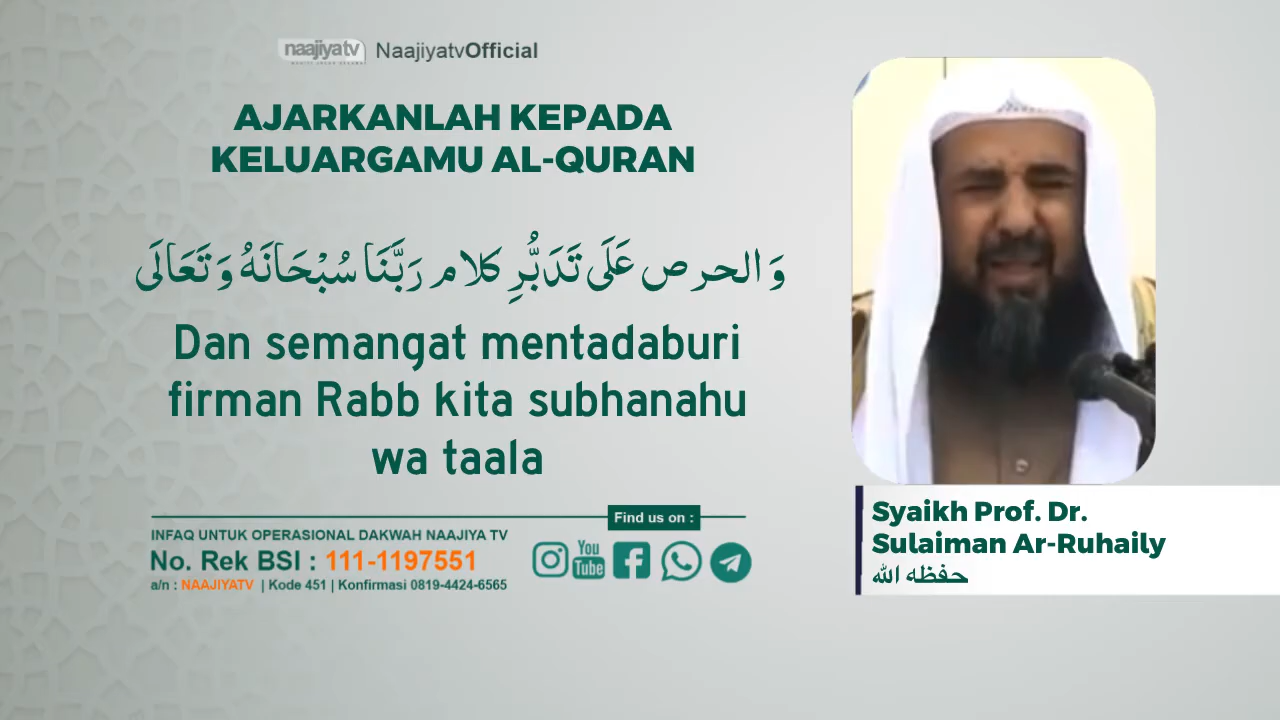 naajiyatv NaajiyatvOfficial
AJARKANLAH KEPADA
KELUARGAMU AL-QURAN
وَ الحرص عَلَى تَدَبُّرِ كلام رَبَّنَا سُبْحَانَهُ وَ تَعَالَى
Dan semangat mentadaburi
firman Rabb kita subhanahu
wa taala
Find us on :
INFAQ UNTUK OPERASIONAL DAKWAH NAAJIYA TV
No. Rek BSI : 111-1197551
a/n : NAAJIYATV | Kode 451 | Konfirmasi 0819-4424-6565
You
Tube
Syaikh Prof. Dr.
Sulaiman Ar-Ruhaily
حفظه الله